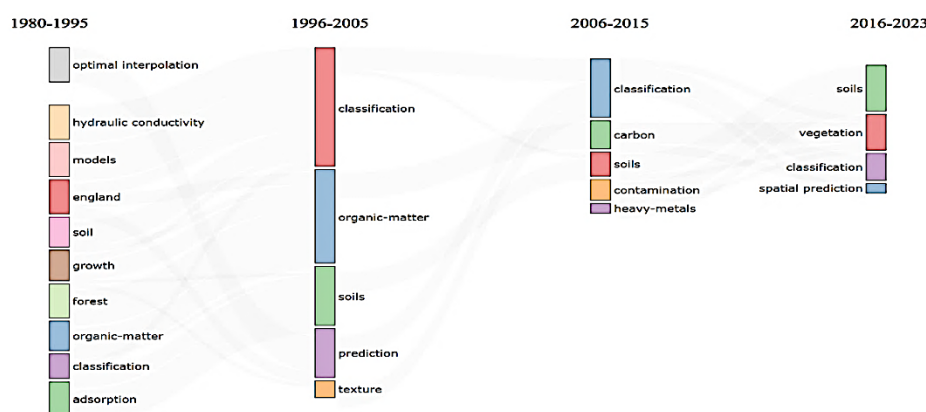 1980-1995
1996-2005
2006-2015
2016-2023
optimal interpolation
hydraulic conductivity
models
england
soil
growth
forest
organic-matter
classification
adsorption
classification
organic-matter
soils
prediction
texture
classification
carbon
soils
contamination
heavy-metals
soils
vegetation
classification
spatial prediction